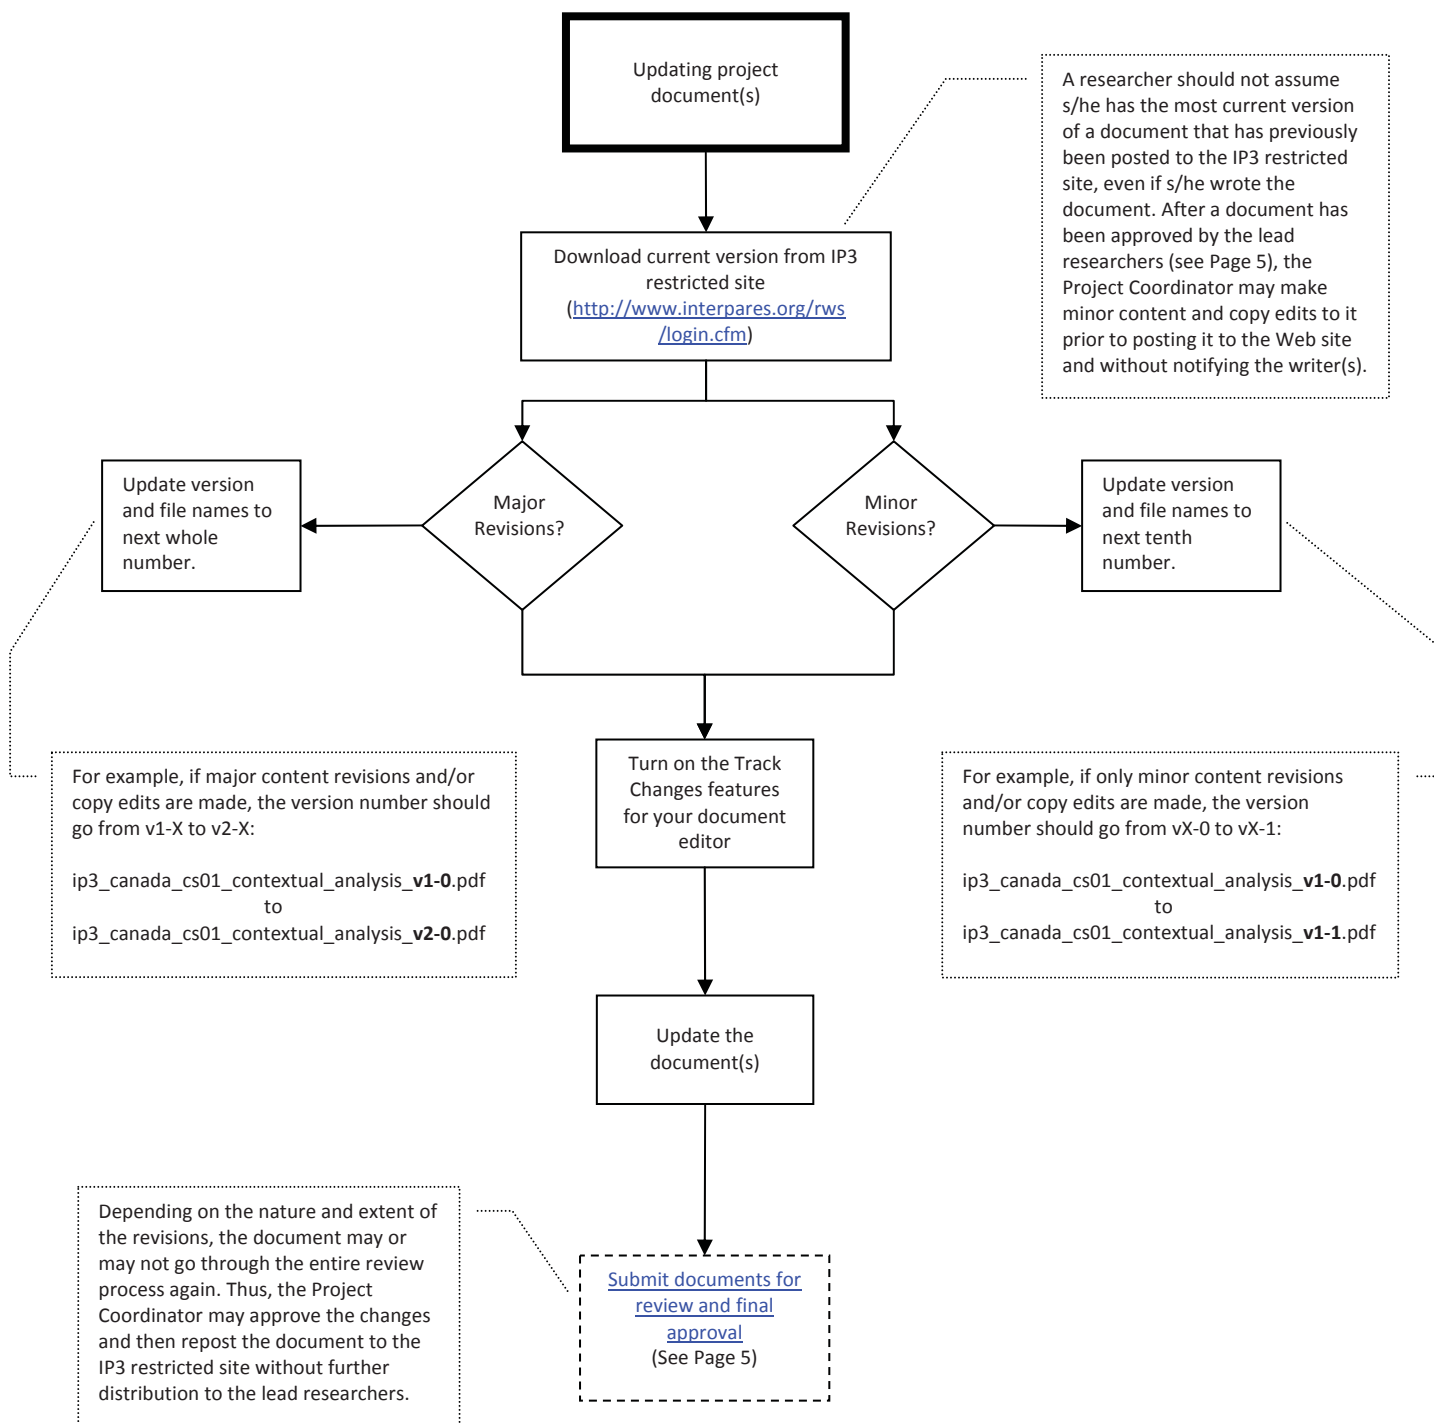 Updating project
document(s)
A researcher should not assume
s/he has the most current version
of a document that has previously
been posted to the IP3 restricted
site, even if s/he wrote the
document. After a document has
been approved by the lead
researchers (see Page 5), the
Project Coordinator may make
minor content and copy edits to it
prior to posting it to the Web site
and without notifying the writer(s).
Download current version from IP3
restricted site
(http://www.interpares.org/rws
/login.cfm)
Update version
and file names to
next whole
number.
Major
Revisions?
Minor
Revisions?
Update version
and file names to
next tenth
number.
For example, if major content revisions and/or
copy edits are made, the version number should
go from v1-X to v2-X:
ip3_canada_cs01_contextual_analysis_v1-0.pdf
to
ip3_canada_cs01_contextual_analysis_v2-0.pdf
Turn on the Track
Changes features
for your document
editor
For example, if only minor content revisions
and/or copy edits are made, the version
number should go from vX-0 to vX-1:
ip3_canada_cs01_contextual_analysis_v1-0.pdf
to
ip3_canada_cs01_contextual_analysis_v1-1.pdf
Update the
document(s)
Depending on the nature and extent of
the revisions, the document may or
may not go through the entire review
process again. Thus, the Project
Coordinator may approve the changes
and then repost the document to the
IP3 restricted site without further
distribution to the lead researchers.
Submit documents for
review and final
approval
(See Page 5)